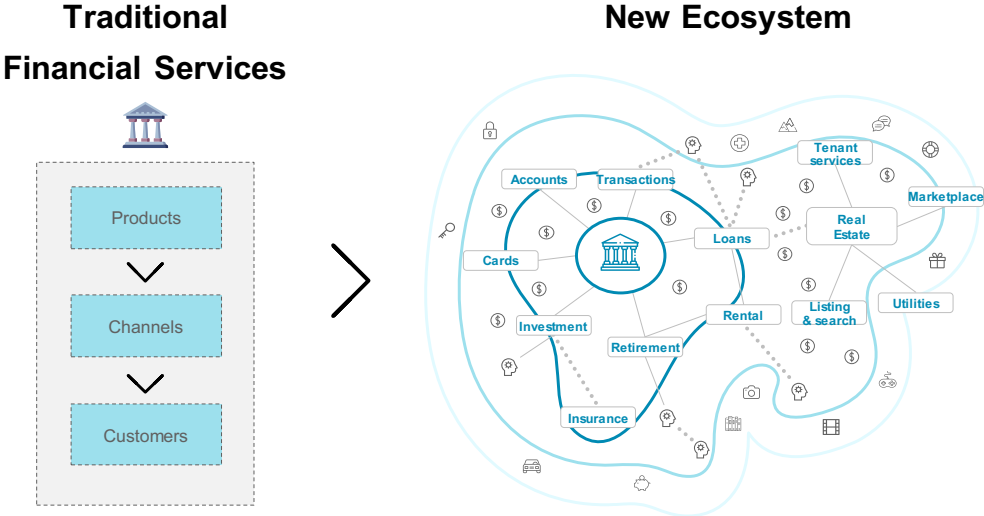 Traditional
Financial Services
New Ecosystem
Products
Channels
Customers
Accounts
Transactions
Tenant
services
Marketplace
Real
Estate
Loans
Cards
Listing
& search
Utilities
Investment
Rental
Retirement
Insurance
$
$
$
$
$
$
$
$
$
$
$
$
$
$